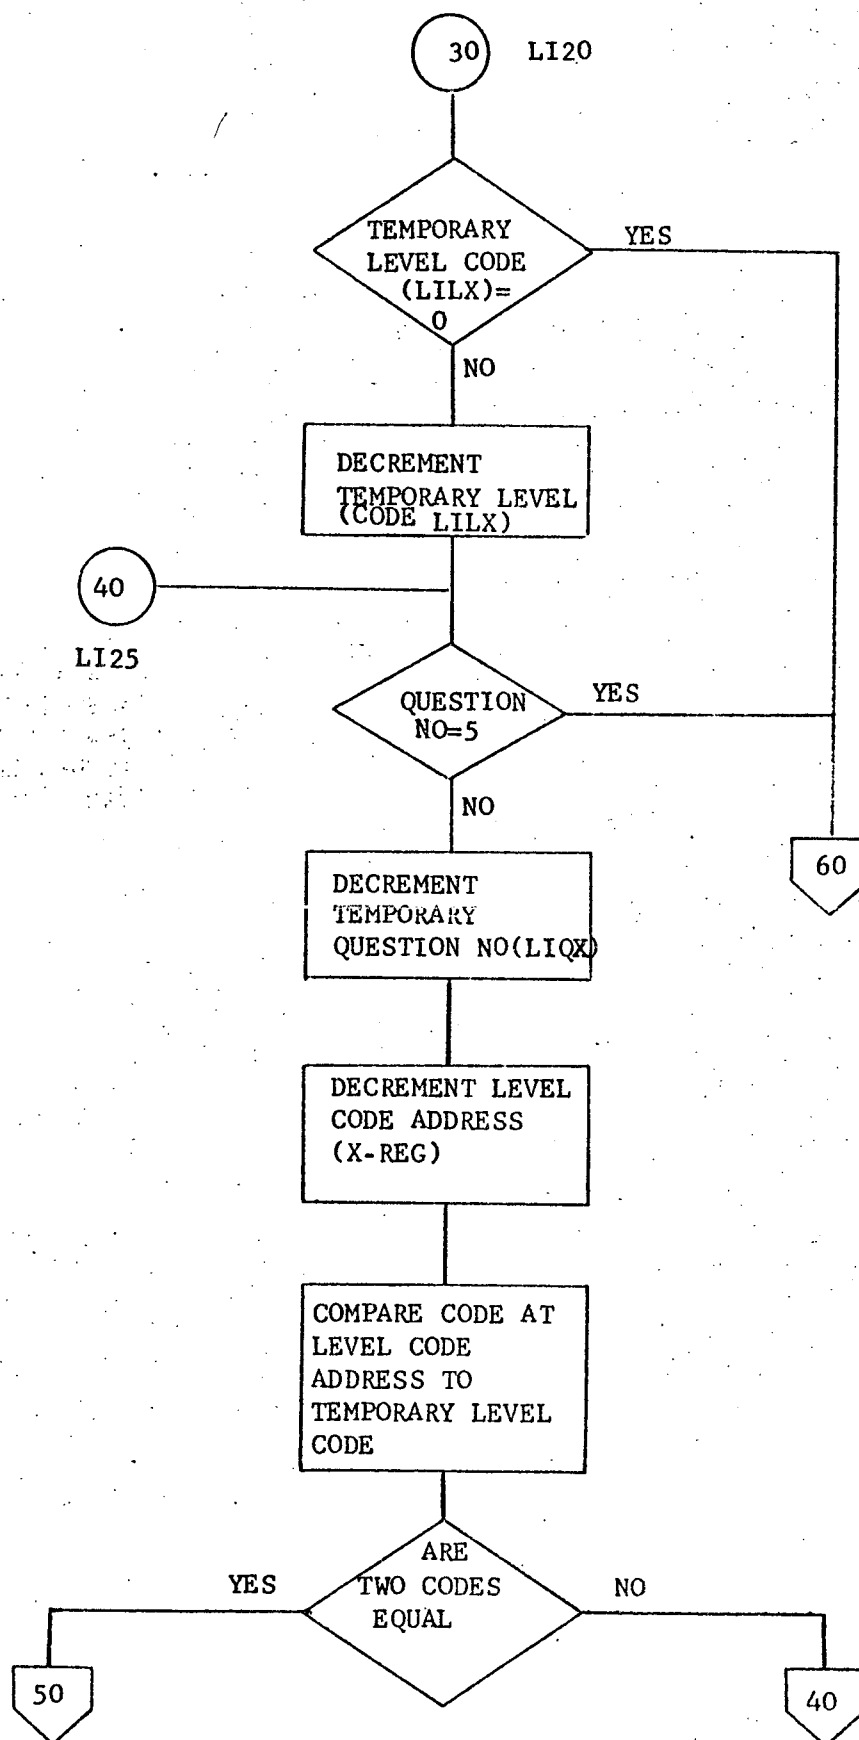 30 LI20
TEMPORARY
LEVEL CODE
(LILX)=
0
YES
NO
DECREMENT
TEMPORARY LEVEL
(CODE LILX)
40
LI25
QUESTION
NO=5
YES
NO
60
DECREMENT
TEMPORARY
QUESTION NO(LIQX)
DECREMENT LEVEL
CODE ADDRESS
(X-REG)
COMPARE CODE AT
LEVEL CODE
ADDRESS TO
TEMPORARY LEVEL
CODE
ARE
TWO CODES
EQUAL
YES
NO
50
40